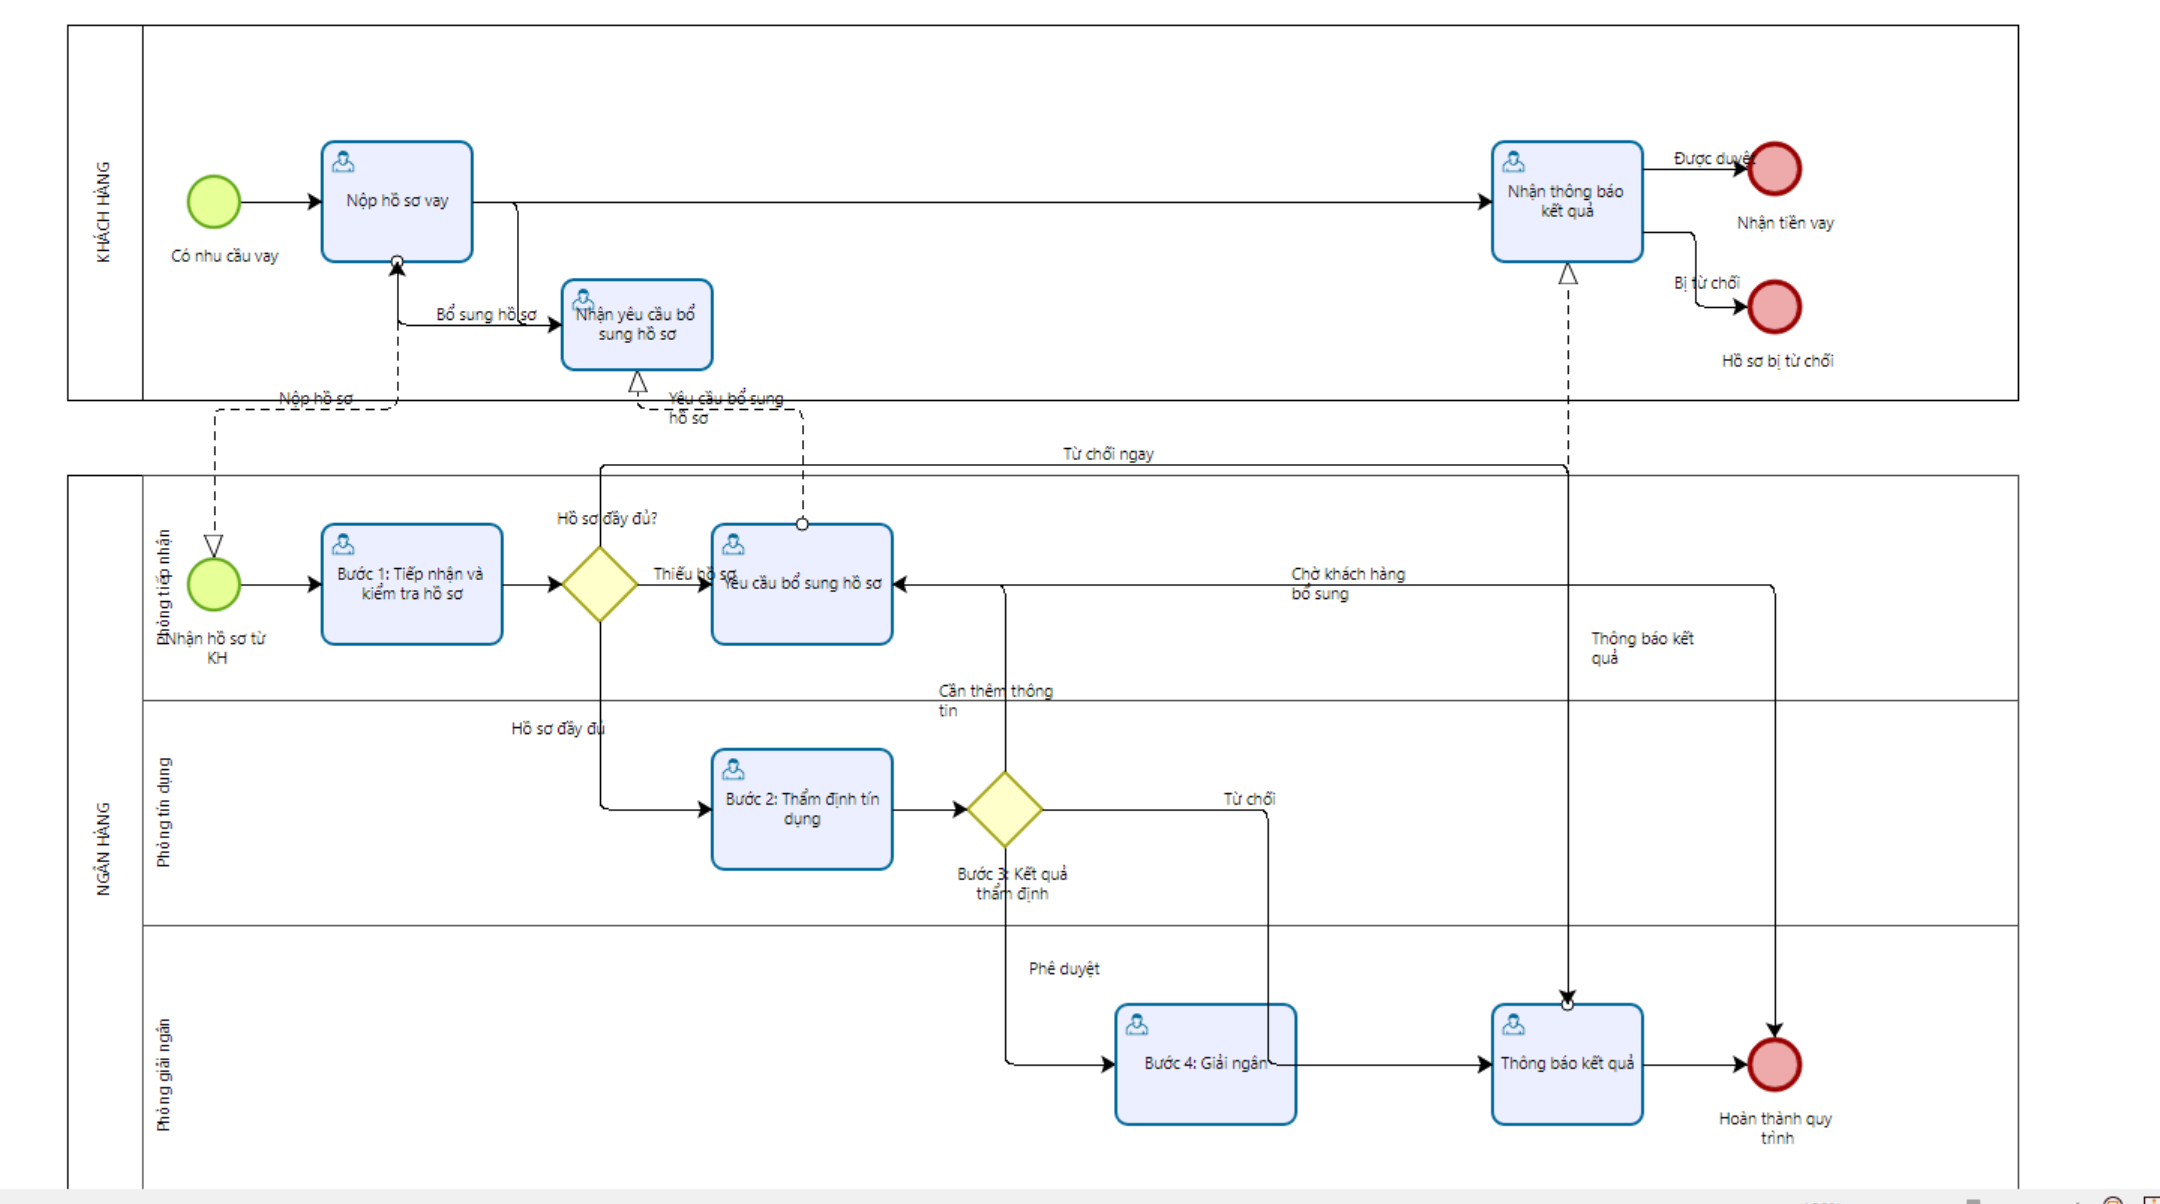 KHÁCH HÀNG
Có nhu cầu vay
Nộp hồ sơ vay
Bổ sung hồ sơ
Nhận yêu cầu bổ
sung hồ sơ
Nhận thông báo
kết quả
Được duyệt
Nhận tiền vay
Bị từ chối
Hồ sơ bị từ chối
Nộp hồ sơ
Yêu cầu bổ sung
hồ sơ
Từ chối ngay
NGÂN HÀNG
Phòng tiếp nhận
Nhận hồ sơ từ
KH
Bước 1: Tiếp nhận và
kiểm tra hồ sơ
Hồ sơ đầy đủ?
Thiếu hồ sơ
Yêu cầu bổ sung hồ sơ
Chờ khách hàng
bổ sung
Thông báo kết
quả
Cần thêm thông
tin
Hồ sơ đầy đủ
Phòng tín dụng
Bước 2: Thẩm định tín
dụng
Từ chối
Bước 3: Kết quả
thẩm định
Phòng giải ngân
Phê duyệt
Bước 4: Giải ngân
Thông báo kết quả
Hoàn thành quy
trình